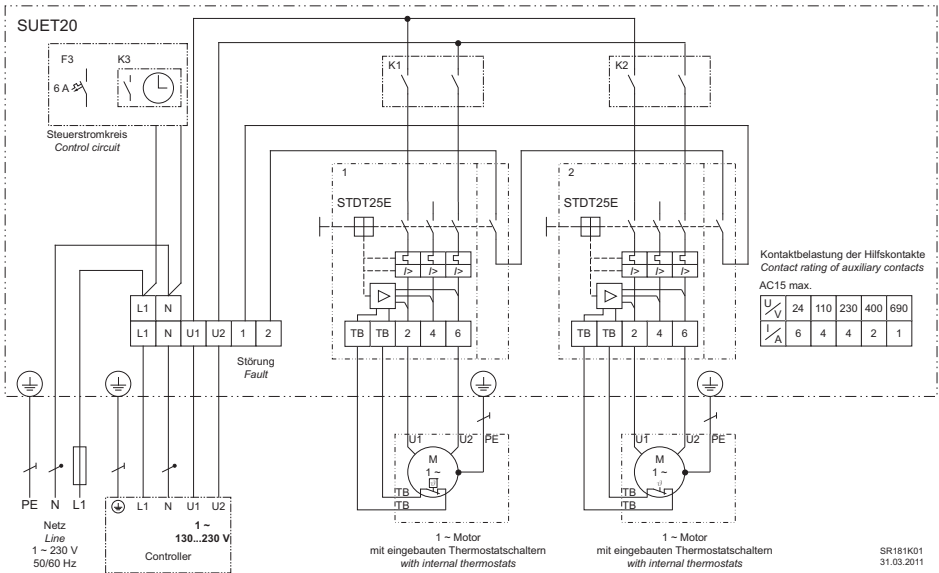 SUET20
F3 K3
6 A
Steuerstromkreis
Control circuit
K1
K2
1
STDT25E
I> I> I>
TB TB 2 4 6
2
STDT25E
I> I> I>
TB TB 2 4 6
Kontaktbelastung der Hilfskontakte
Contact rating of auxiliary contacts
AC15 max.
U/V 24 110 230 400 690
I/A 6 4 4 2 1
L1 N
L1 N U1 U2 1 2
Störung
Fault
U1 U2 PE
M
1 ~
ϑ
TB
TB
U1 U2 PE
M
1 ~
ϑ
TB
TB
PE N L1
Netz
Line
1 ~ 230 V
50/60 Hz
L1 N U1 U2
1 ~
130...230 V
Controller
1 ~ Motor
mit eingebauten Thermostatschaltern
with internal thermostats
1 ~ Motor
mit eingebauten Thermostatschaltern
with internal thermostats
SR181K01
31.03.2011